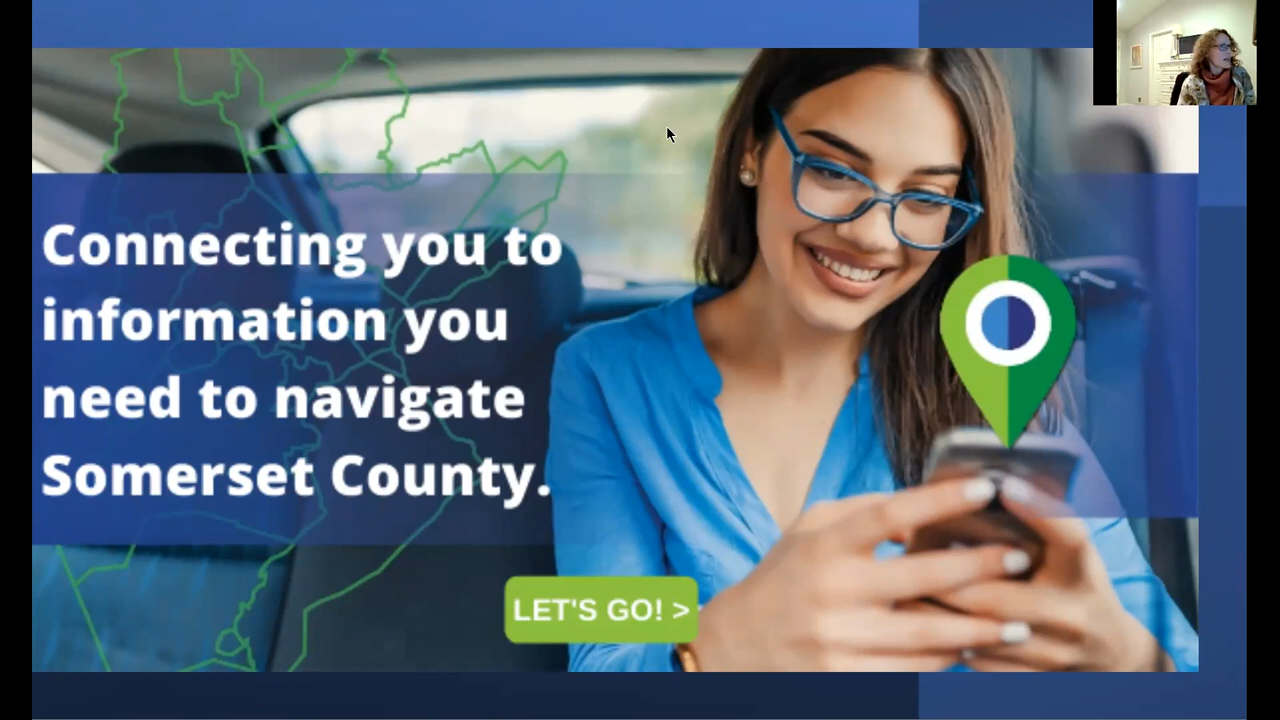 Connecting you to
information you
need to navigate
Somerset County.
LET'S GO! >